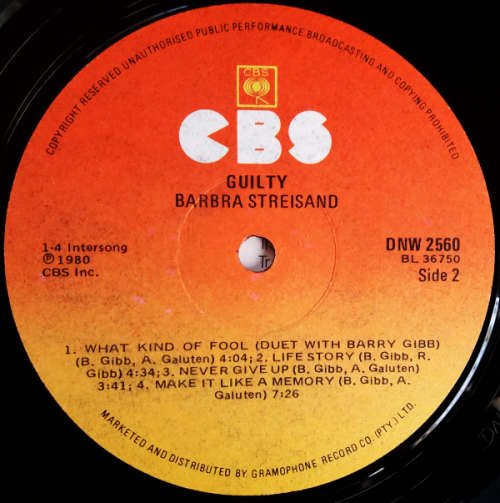 COPYRIGHT RESERVED UNAUTHORISED PUBLIC PERFORMANCE BROADCASTING AND COPYING PROHIBITED
CBS
CBS
GUILTY
BARBRA STREISAND
1-4 Intersong
℗ 1980
CBS Inc.
DNW 2560
BL 36750
Side 2
Tr
1. WHAT KIND OF FOOL (DUET WITH BARRY GIBB)
(B. Gibb, A. Galuten) 4:04; 2. LIFE STORY (B. Gibb, R.
Gibb) 4:34; 3. NEVER GIVE UP (B. Gibb, A. Galuten)
3:41; 4. MAKE IT LIKE A MEMORY (B. Gibb, A.
Galuten) 7:26
MARKETED AND DISTRIBUTED BY GRAMOPHONE RECORD CO. (PTY.) LTD.